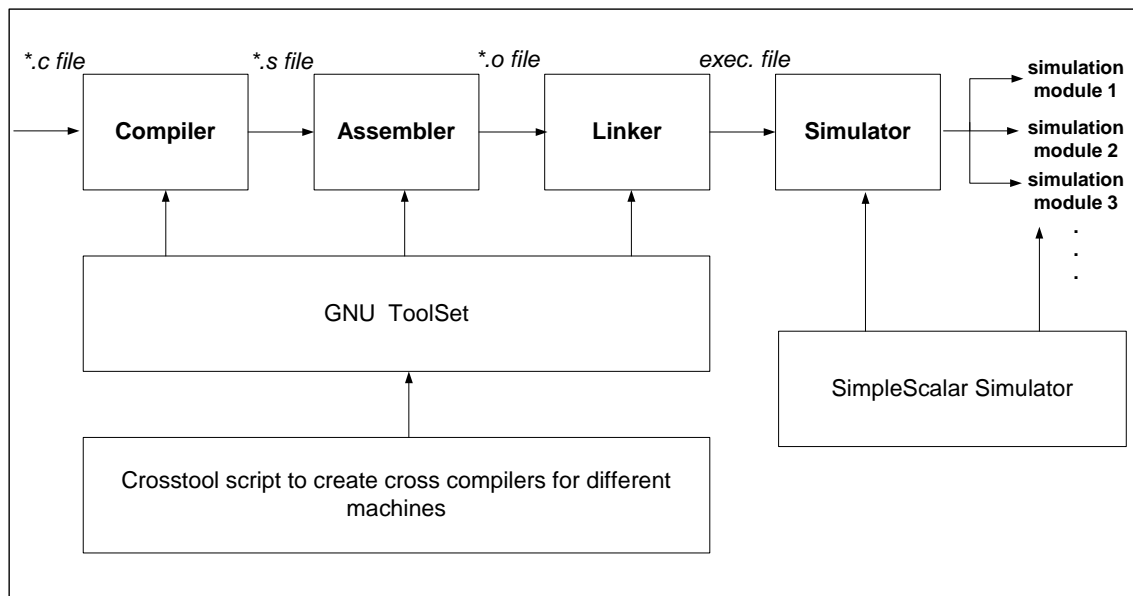 *.c file
*.s file
*.o file
exec. file
Compiler
Assembler
Linker
Simulator
simulation
module 1
simulation
module 2
simulation
module 3
.
.
.
GNU ToolSet
SimpleScalar Simulator
Crosstool script to create cross compilers for different
machines